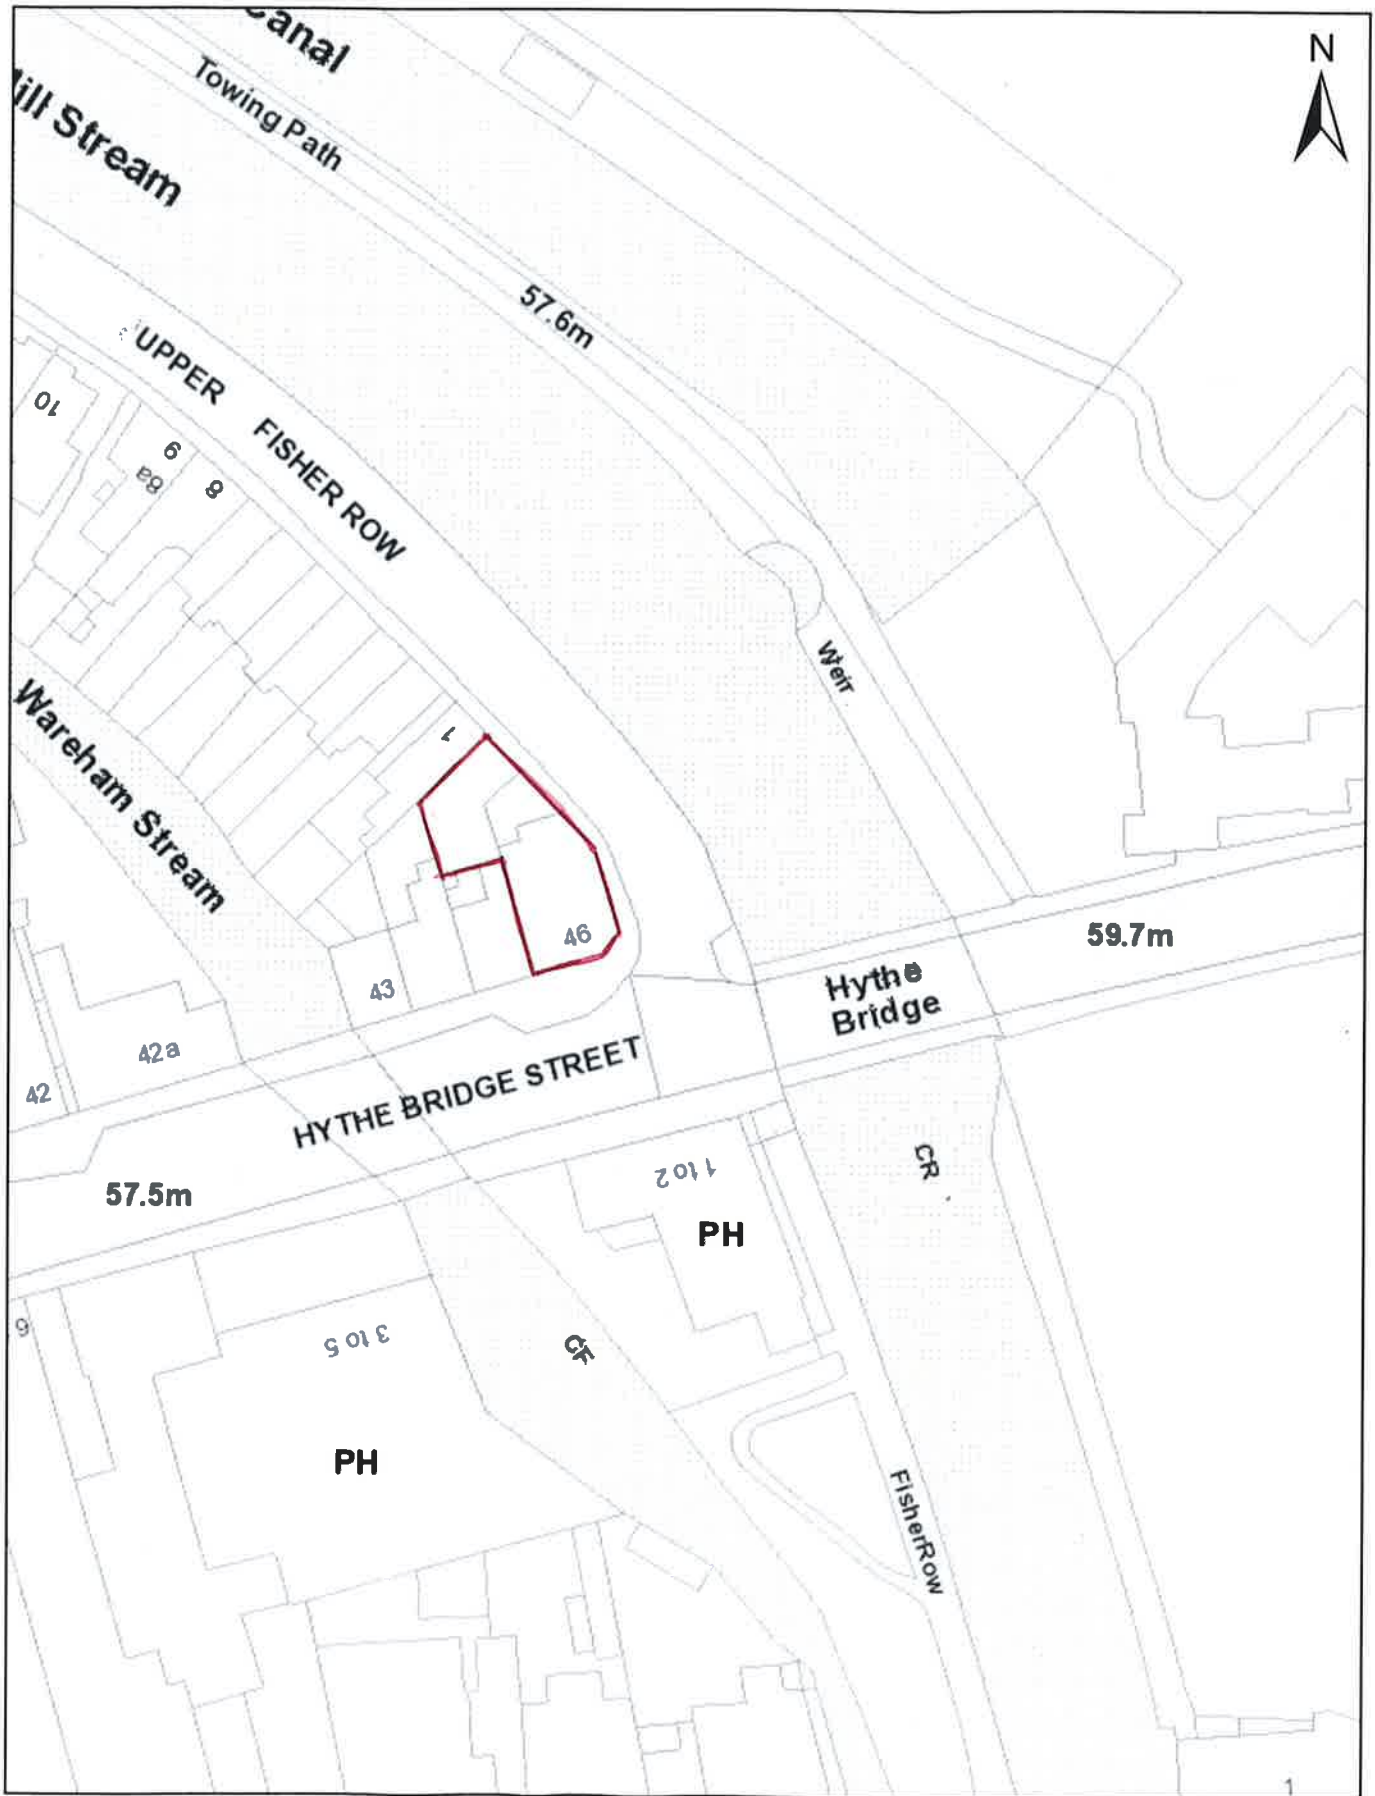 Canal
N
Towing Path
Mill Stream
57.6m
UPPER FISHER ROW
10
9
8a
8
Weir
Wareham Stream
1
46
59.7m
Hythe
Bridge
43
42a
42
HYTHE BRIDGE STREET
CR
1 to 2
57.5m
PH
9
3 to 5
CF
PH
Fisher Row
1